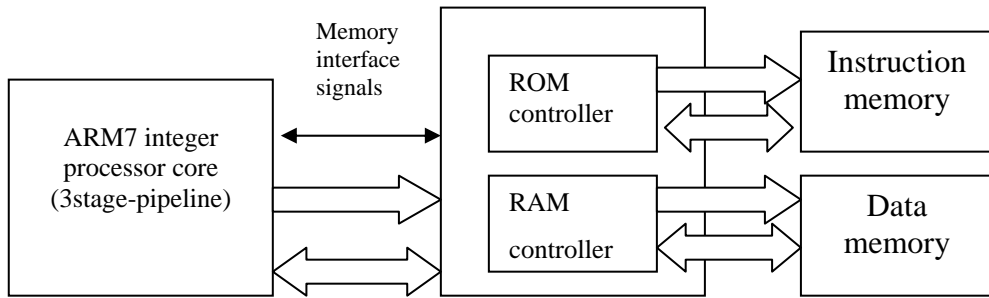 Memory
interface
signals
ARM7 integer
processor core
(3stage-pipeline)
ROM
controller
RAM
controller
Instruction
memory
Data
memory